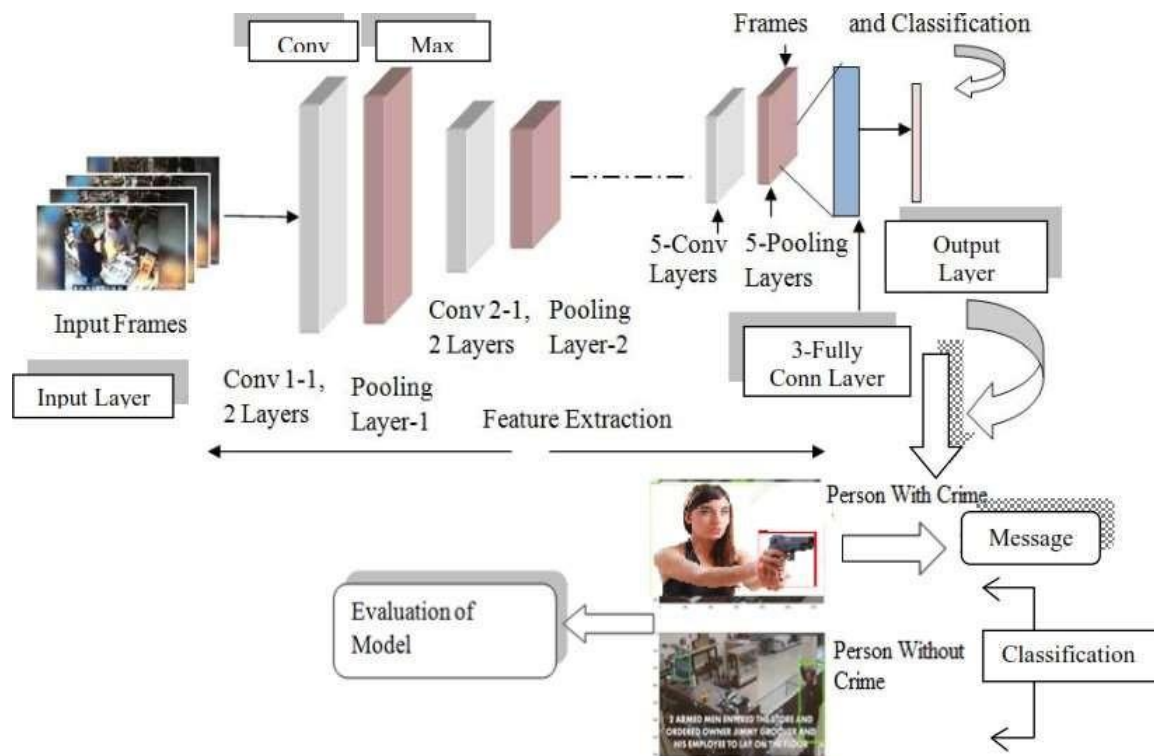 Frames
and Classification
Conv
Max
5-Conv
Layers
5-Pooling
Layers
Output
Layer
Input Frames
Conv 2-1,
2 Layers
Pooling
Layer-2
3-Fully
Conn Layer
Input Layer
Conv 1-1,
2 Layers
Pooling
Layer-1
Feature Extraction
Person With Crime
Message
Evaluation of
Model
Person Without
Crime
Classification
2 ARMED MEN ENTERED THE STORE AND
ORDERED OWNER JIMMY GROOVER AND
HIS EMPLOYEE TO LAY ON THE FLOOR